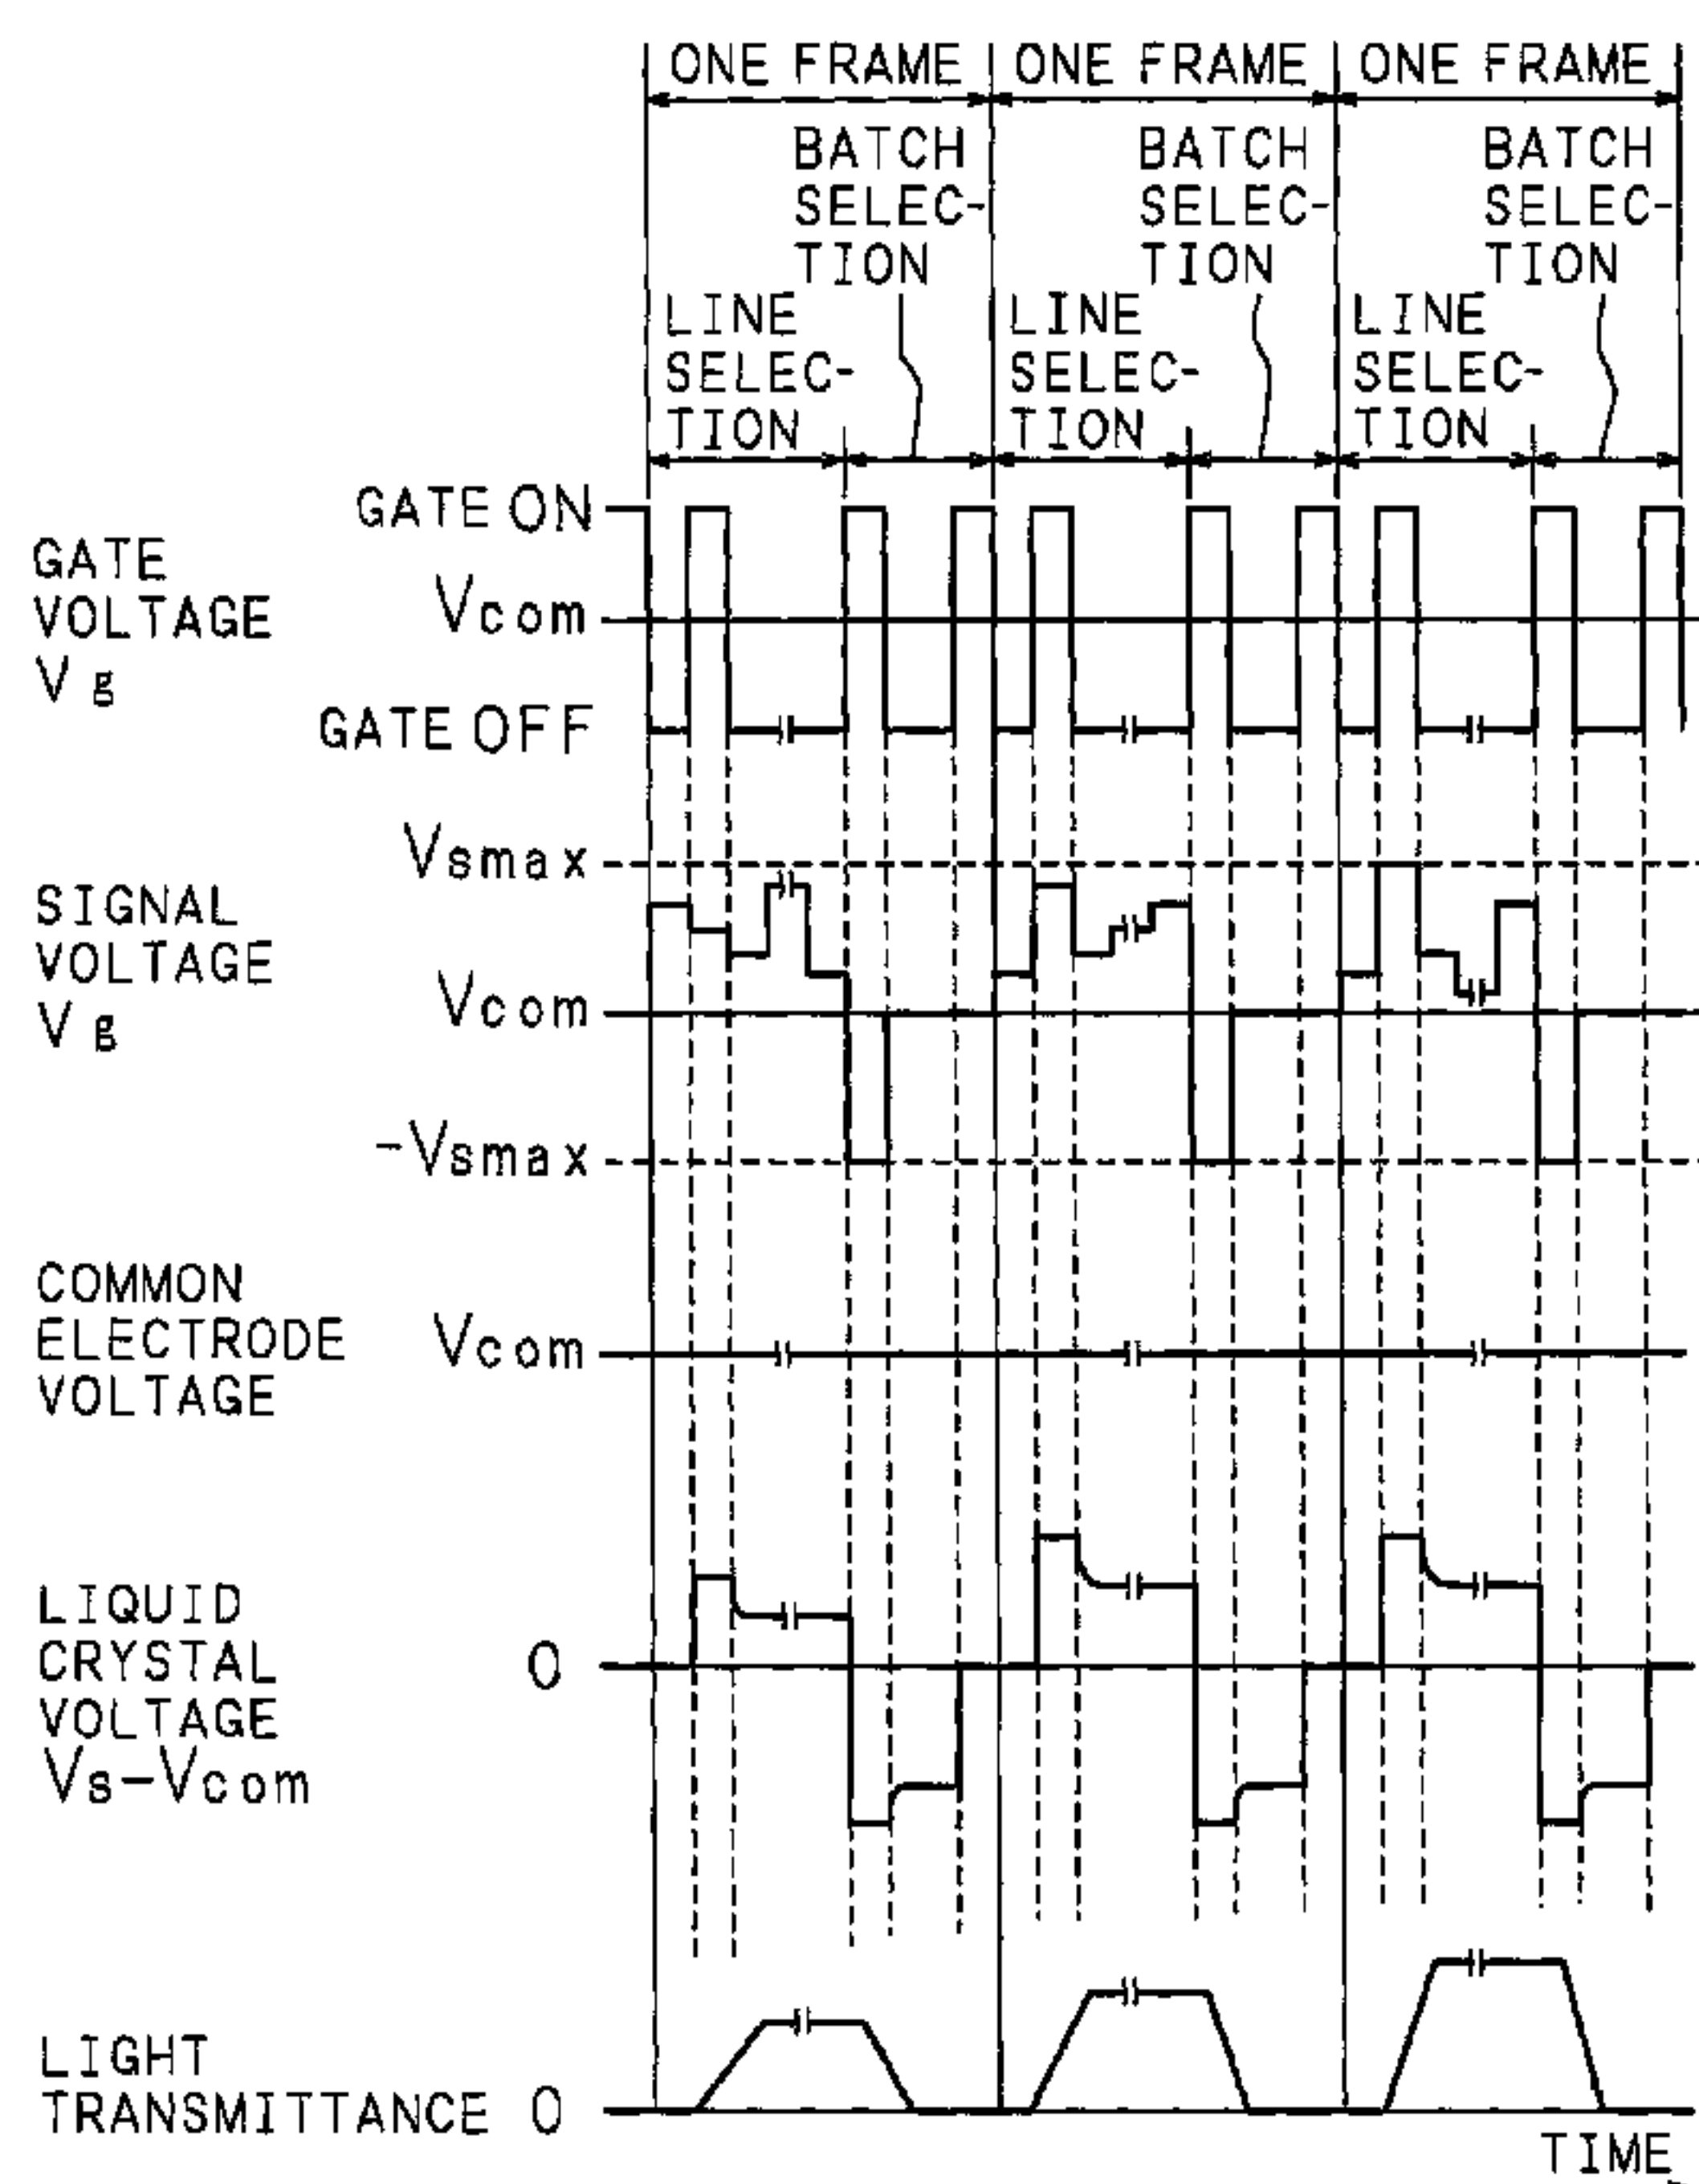 ONE FRAME ONE FRAME ONE FRAME
BATCH SELEC- TION
BATCH SELEC- TION
BATCH SELEC- TION
LINE SELEC- TION
LINE SELEC- TION
LINE SELEC- TION
GATE VOLTAGE Vg
GATE ON
Vcom
GATE OFF
SIGNAL VOLTAGE Vg
Vsmax
Vcom
-Vsmax
COMMON ELECTRODE VOLTAGE
Vcom
LIQUID CRYSTAL VOLTAGE Vs-Vcom
0
LIGHT TRANSMITTANCE 0
TIME